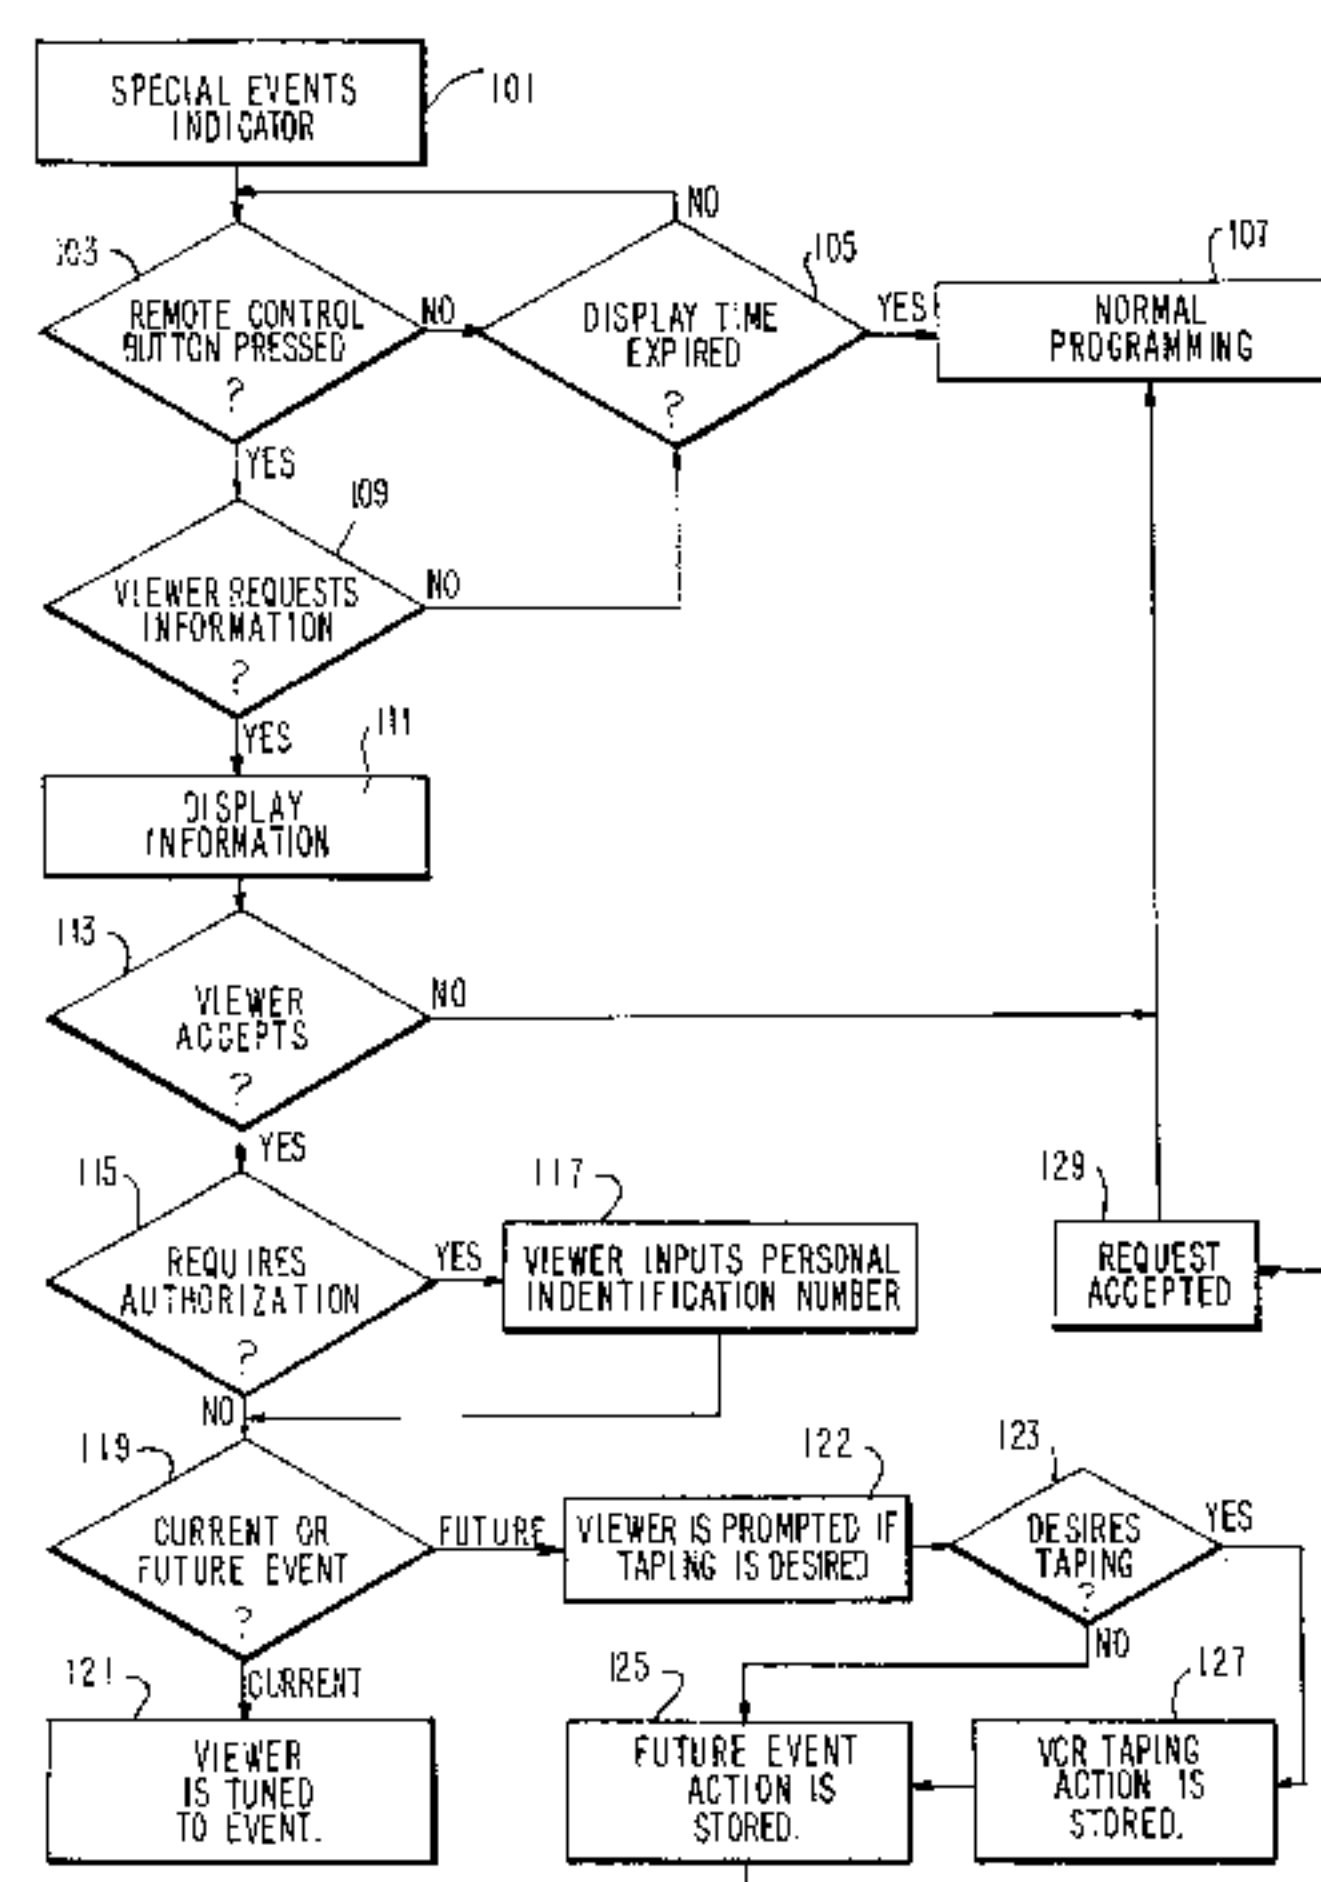 SPECIAL EVENTS
INDICATOR
101
NO
103
REMOTE CONTROL
BUTTON PRESSED
?
NO
105
DISPLAY TIME
EXPIRED
?
YES
107
NORMAL
PROGRAMMING
YES
109
VIEWER REQUESTS
INFORMATION
?
NO
YES
111
DISPLAY
INFORMATION
113
VIEWER
ACCEPTS
?
NO
YES
115
REQUIRES
AUTHORIZATION
?
YES
117
VIEWER INPUTS PERSONAL
INDENTIFICATION NUMBER
129
REQUEST
ACCEPTED
NO
119
CURRENT OR
FUTURE EVENT
?
FUTURE
122
VIEWER IS PROMPTED IF
TAPING IS DESIRED
123
DESIRES
TAPING
?
YES
NO
CURRENT
121
VIEWER
IS TUNED
TO EVENT.
125
FUTURE EVENT
ACTION IS
STORED.
127
VCR TAPING
ACTION IS
STORED.